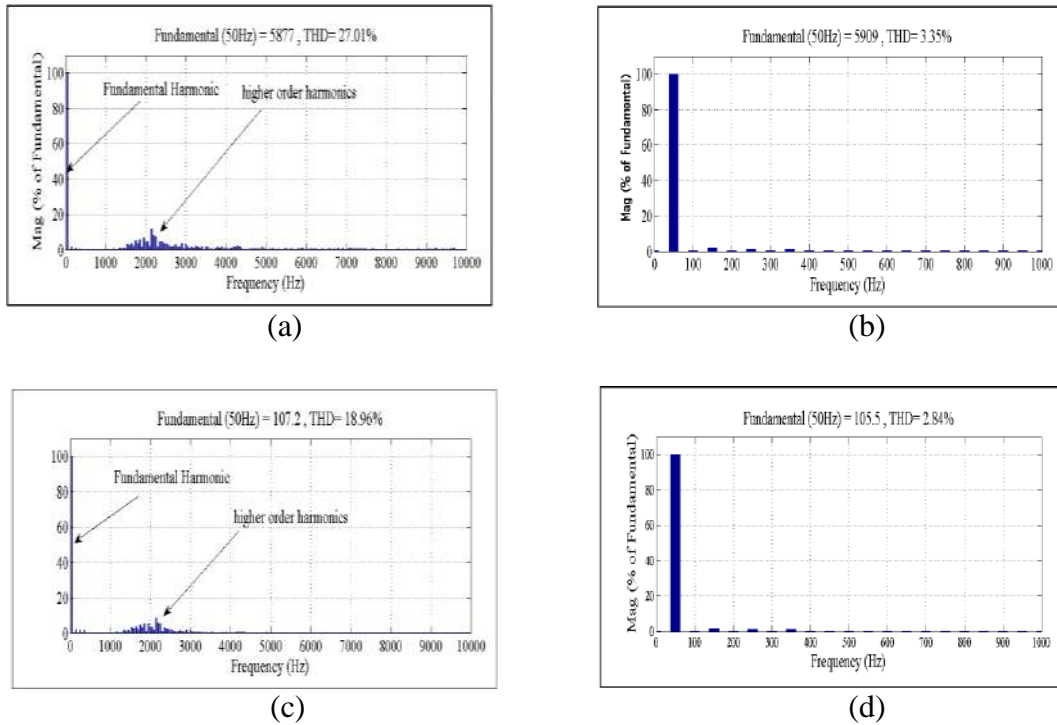 Fundamental (50Hz) = 5877 , THD= 27.01%
100
80
60
40
20
0
Mag (% of Fundamental)
Fundamental Harmonic
higher order harmonics
0 1000 2000 3000 4000 5000 6000 7000 8000 9000 10000
Frequency (Hz)
(a)
Fundamental (50Hz) = 5909 , THD= 3.35%
100
80
60
40
20
0
Mag (% of Fundamental)
0 100 200 300 400 500 600 700 800 900 1000
Frequency (Hz)
(b)
Fundamental (50Hz) = 107.2 , THD= 18.96%
100
80
60
40
20
0
Mag (% of Fundamental)
Fundamental Harmonic
higher order harmonics
0 1000 2000 3000 4000 5000 6000 7000 8000 9000 10000
Frequency (Hz)
(c)
Fundamental (50Hz) = 105.5 , THD= 2.84%
100
80
60
40
20
0
Mag (% of Fundamental)
0 100 200 300 400 500 600 700 800 900 1000
Frequency (Hz)
(d)